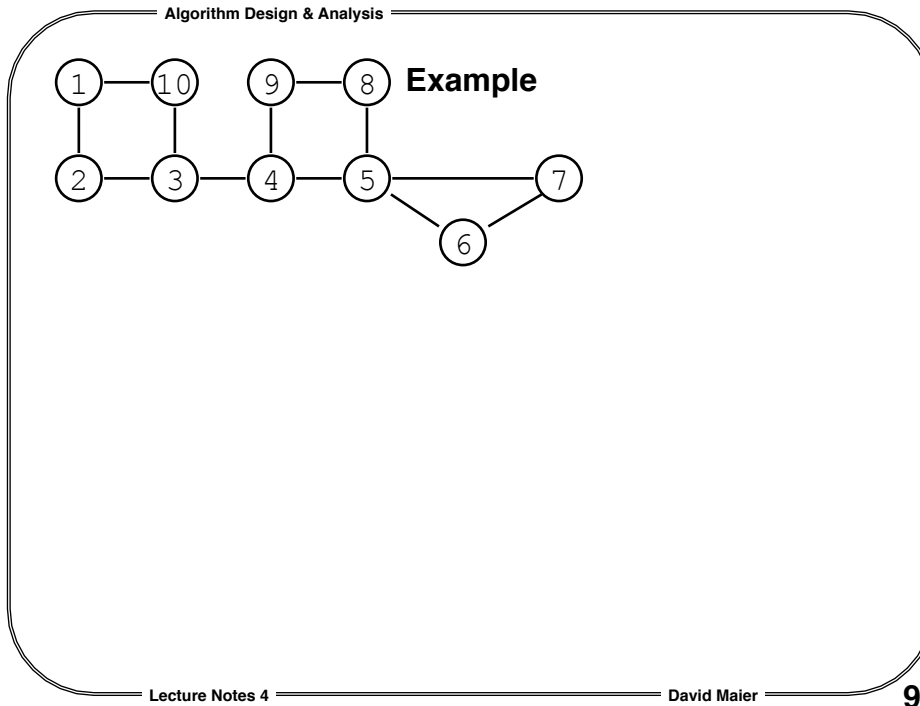 Algorithm Design & Analysis
1 10 9 8 Example
2 3 4 5 7
6
Lecture Notes 4 David Maier 9